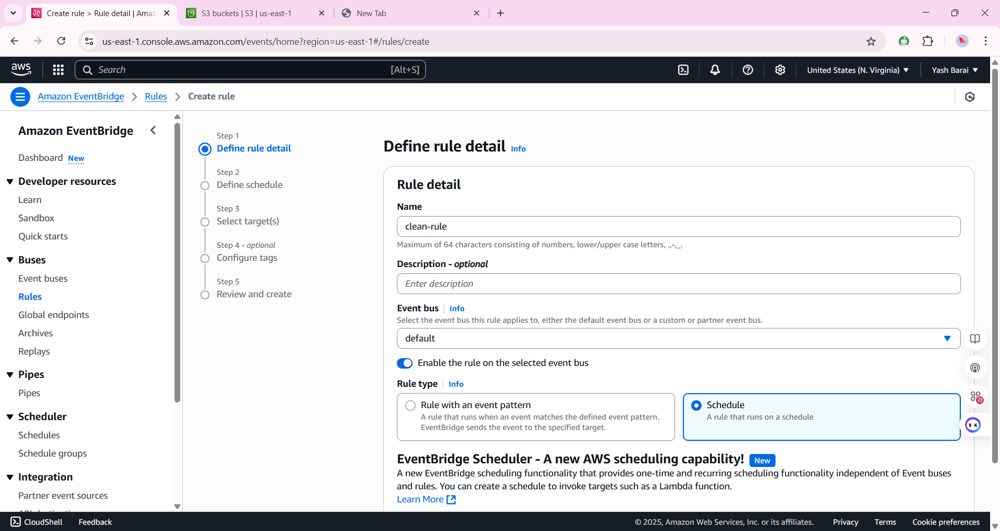 Create rule > Rule detail | Amaz
S3 buckets | S3 | us-east-1
New Tab
us-east-1.console.aws.amazon.com/events/home?region=us-east-1#/rules/create
aws
Search
[Alt+S]
United States (N. Virginia)
Yash Barai
Amazon EventBridge
Rules
Create rule
Amazon EventBridge
Dashboard New
Developer resources
Learn
Sandbox
Quick starts
Buses
Event buses
Rules
Global endpoints
Archives
Replays
Pipes
Pipes
Scheduler
Schedules
Schedule groups
Integration
Partner event sources
Step 1
Define rule detail
Step 2
Define schedule
Step 3
Select target(s)
Step 4 - optional
Configure tags
Step 5
Review and create
Define rule detail Info
Rule detail
Name
clean-rule
Maximum of 64 characters consisting of numbers, lower/upper case letters, .,-,_.
Description - optional
Enter description
Event bus Info
Select the event bus this rule applies to, either the default event bus or a custom or partner event bus.
default
Enable the rule on the selected event bus
Rule type Info
Rule with an event pattern
A rule that runs when an event matches the defined event pattern.
EventBridge sends the event to the specified target.
Schedule
A rule that runs on a schedule
EventBridge Scheduler - A new AWS scheduling capability! New
A new EventBridge scheduling functionality that provides one-time and recurring scheduling functionality independent of Event buses
and rules. You can create a schedule to invoke targets such as a Lambda function.
Learn More
CloudShell
Feedback
© 2025, Amazon Web Services, Inc. or its affiliates.
Privacy
Terms
Cookie preferences